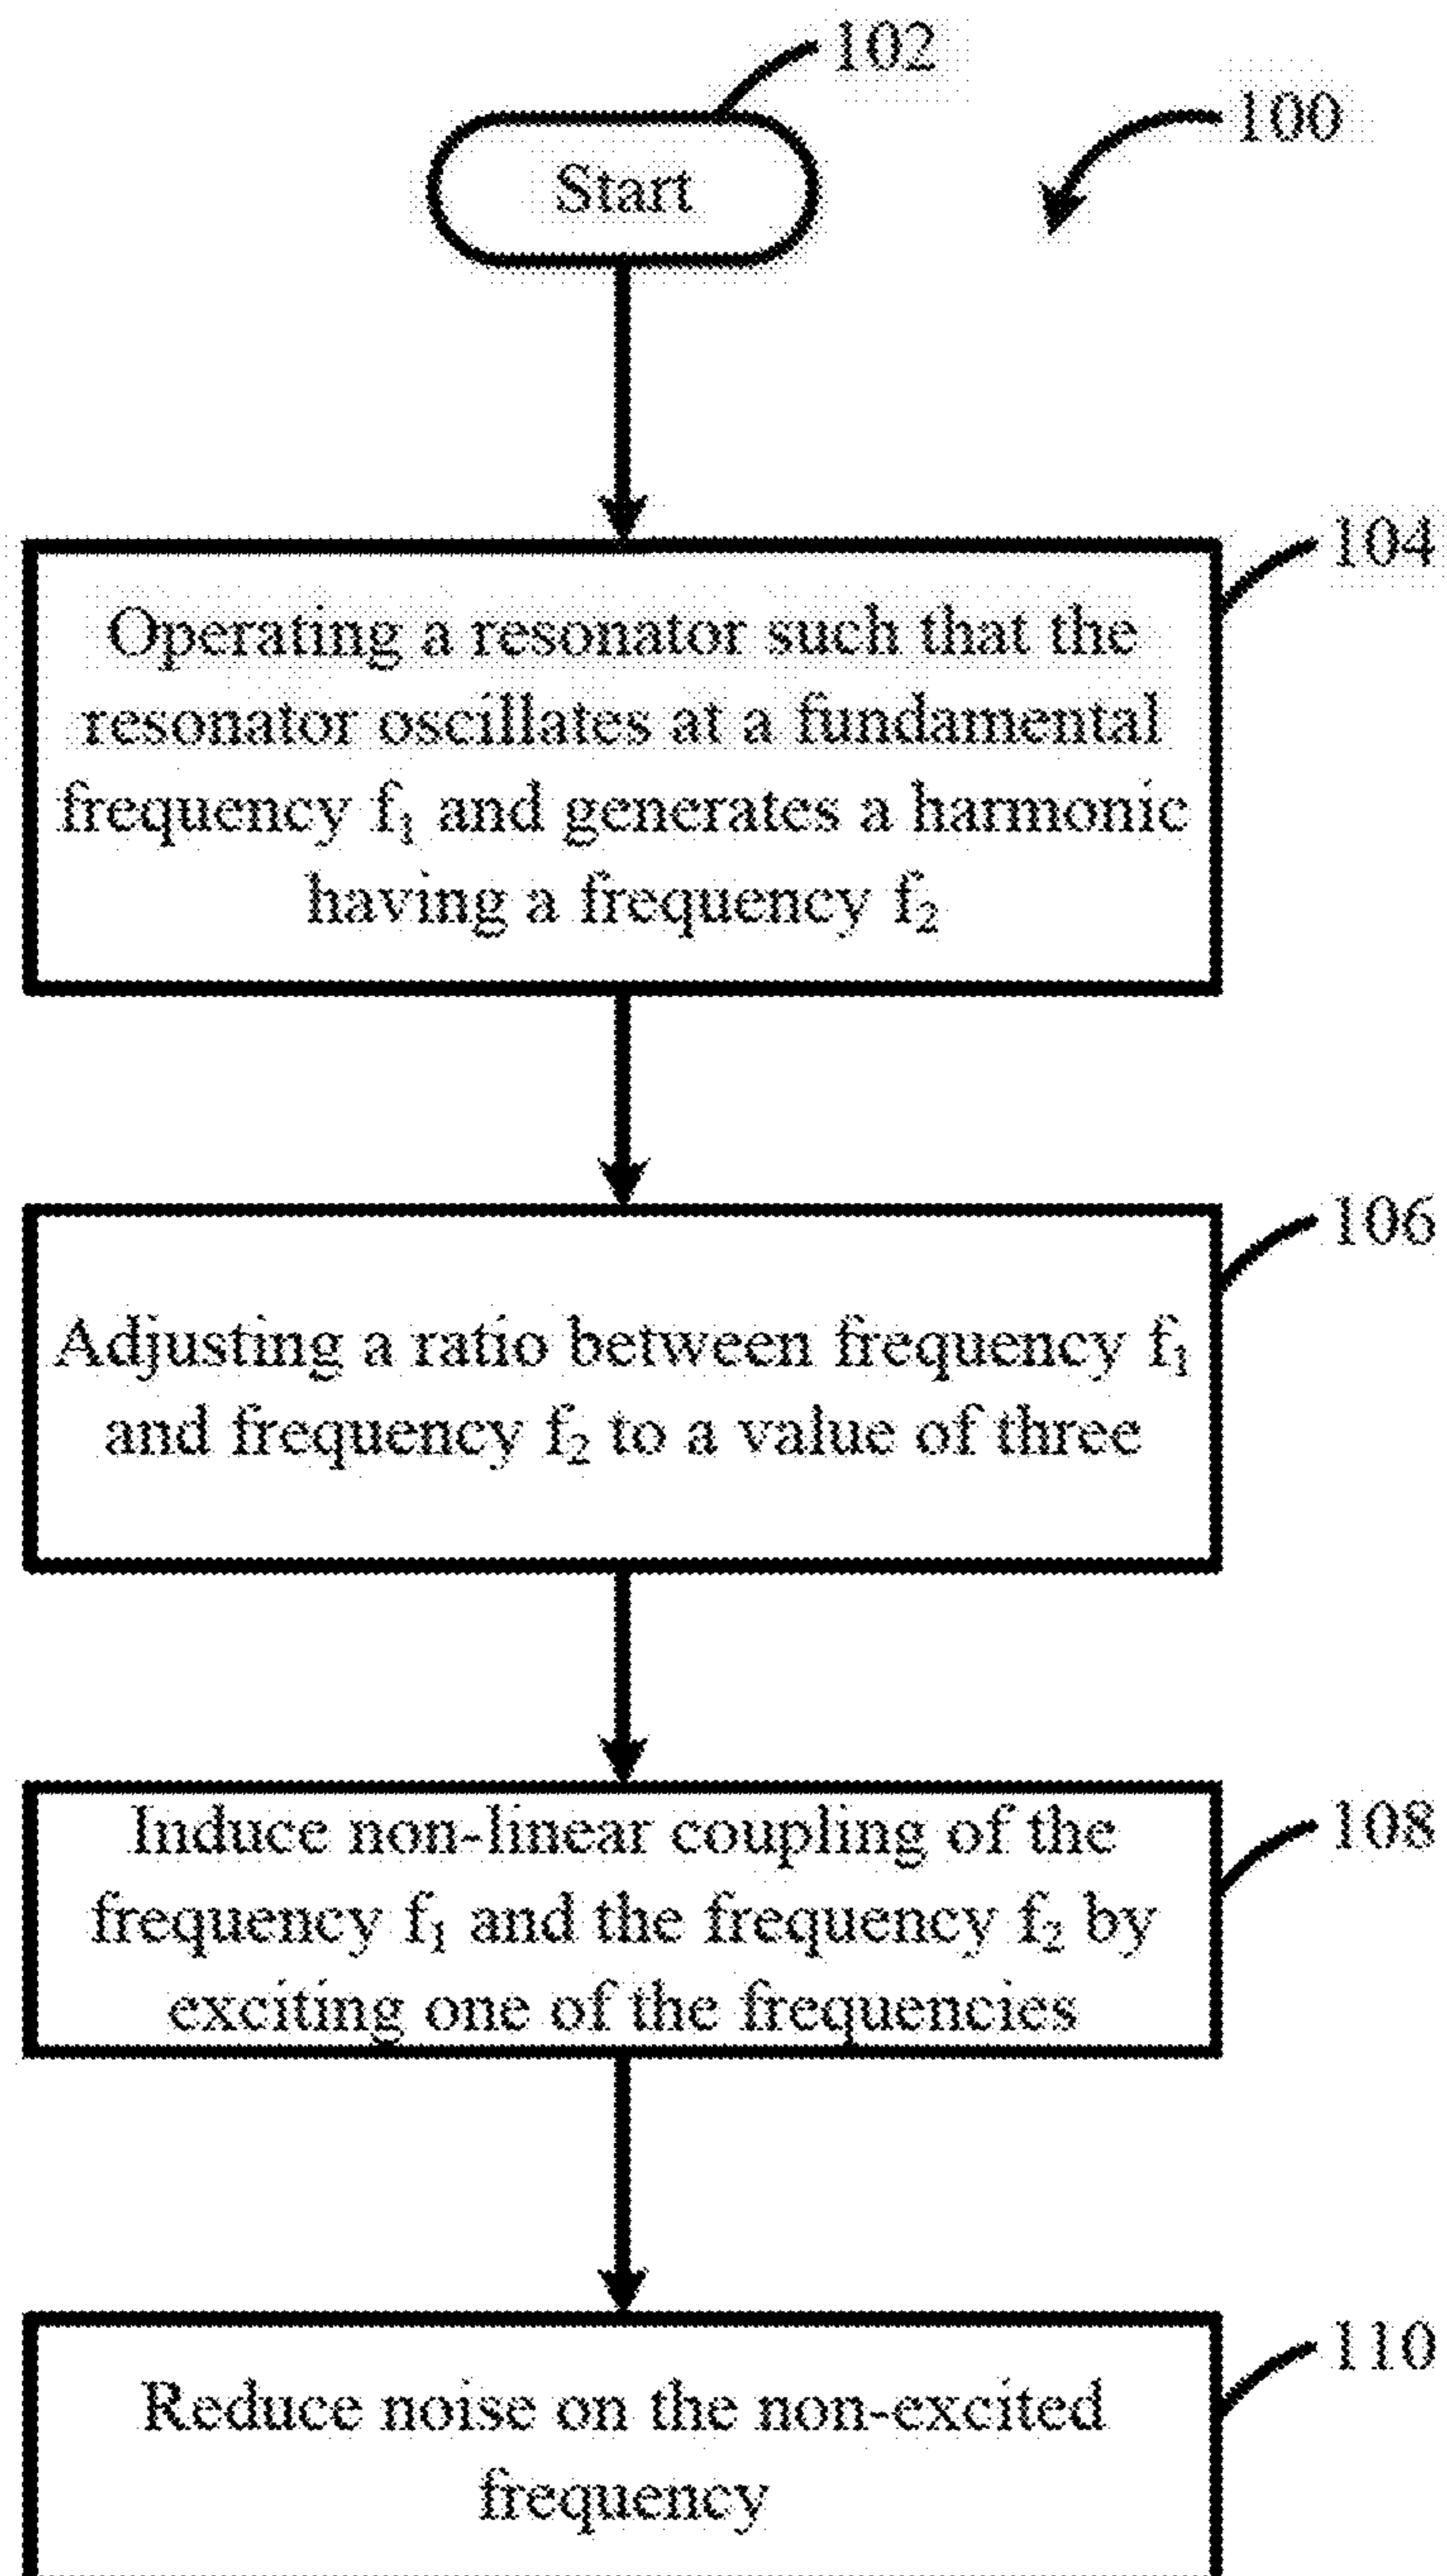 102
100
Start
104
Operating a resonator such that the
resonator oscillates at a fundamental
frequency f₁ and generates a harmonic
having a frequency f₂
106
Adjusting a ratio between frequency f₁
and frequency f₂ to a value of three
108
Induce non-linear coupling of the
frequency f₁ and the frequency f₂ by
exciting one of the frequencies
110
Reduce noise on the non-excited
frequency